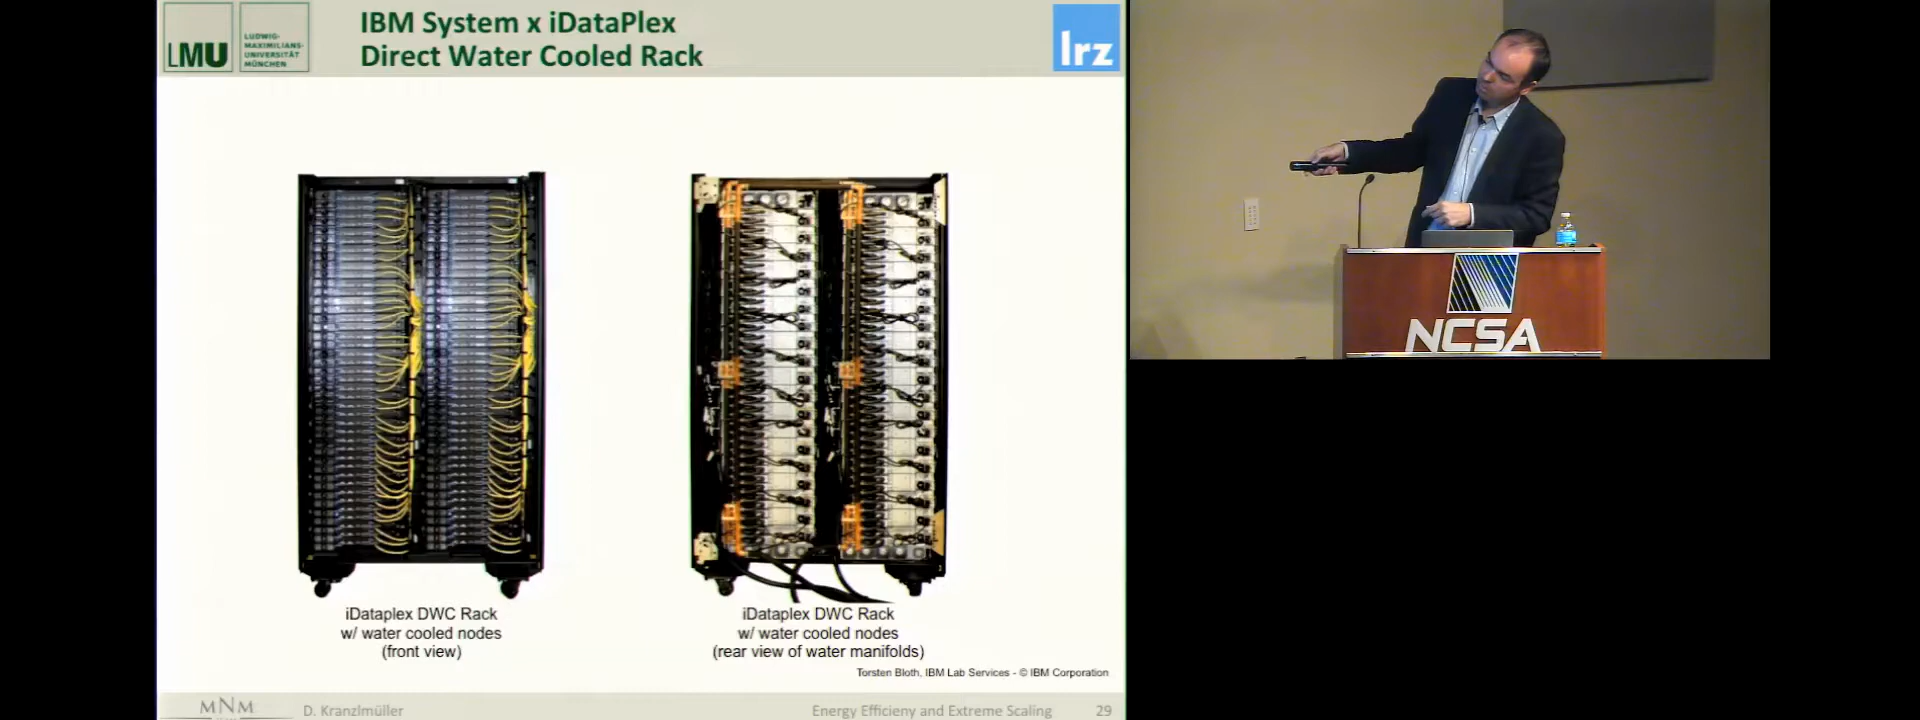 LMU
LUDWIG-
MAXIMILIANS-
UNIVERSITÄT
MÜNCHEN
IBM System x iDataPlex
Direct Water Cooled Rack
lrz
iDataplex DWC Rack
w/ water cooled nodes
(front view)
iDataplex DWC Rack
w/ water cooled nodes
(rear view of water manifolds)
Torsten Bloth, IBM Lab Services - © IBM Corporation
MNM
D. Kranzlmüller
Energy Efficieny and Extreme Scaling
29
NCSA